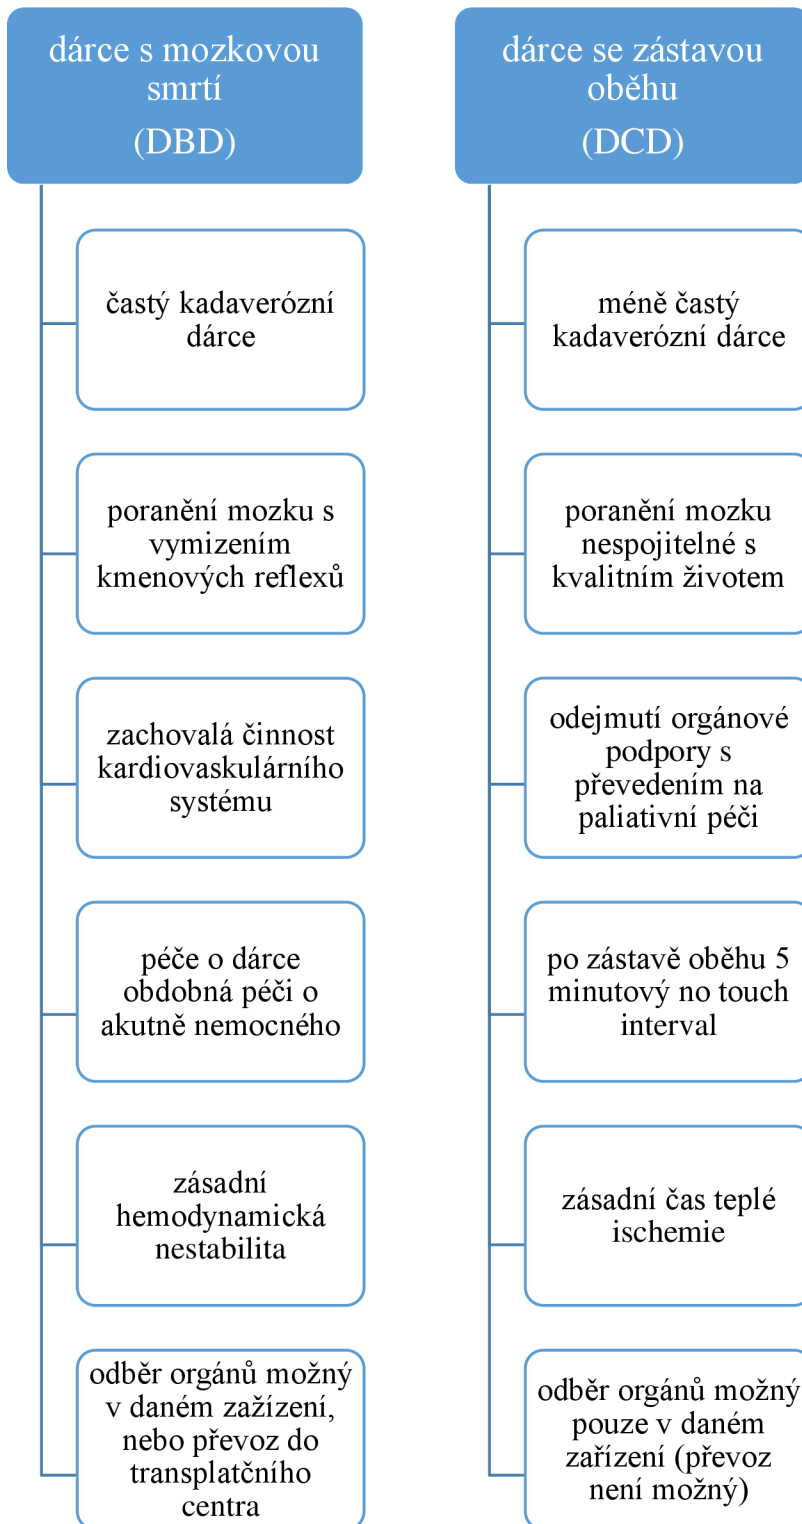 dárce s mozkovou
smrtí
(DBD)
častý kadaverózní
dárce
poranění mozku s
vymizením
kmenových reflexů
zachovalá činnost
kardiovaskulárního
systému
péče o dárce
obdobná péči o
akutně nemocného
zásadní
hemodynamická
nestabilita
odběr orgánů možný
v daném zažízení,
nebo převoz do
transplatčního
centra
dárce se zástavou
oběhu
(DCD)
méně častý
kadaverózní dárce
poranění mozku
nespojitelné s
kvalitním životem
odejmutí orgánové
podpory s
převedením na
paliativní péči
po zástavě oběhu 5
minutový no touch
interval
zásadní čas teplé
ischemie
odběr orgánů možný
pouze v daném
zařízení (převoz
není možný)